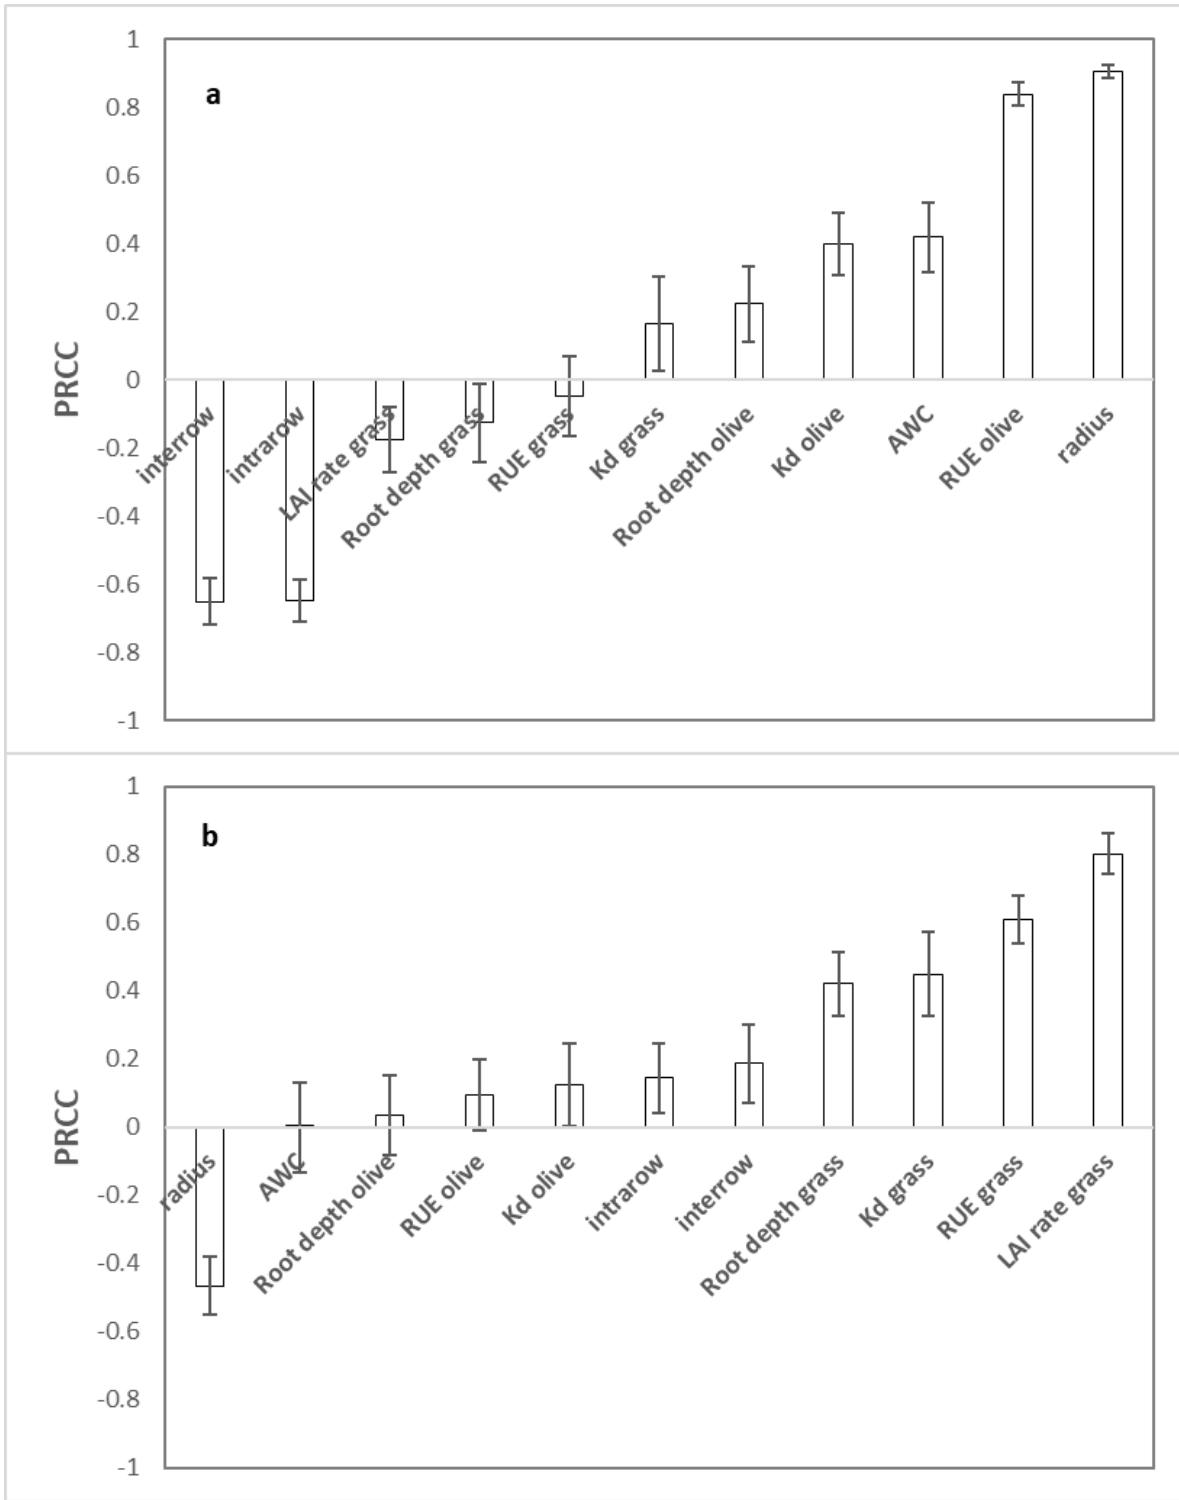 1
a
0.8
0.6
0.4
0.2
0
-0.2
-0.4
-0.6
-0.8
-1
PRCC
interrow
intrarow
LAI rate grass
Root depth grass
RUE grass
Kd grass
Root depth olive
Kd olive
AWC
RUE olive
radius
1
b
0.8
0.6
0.4
0.2
0
-0.2
-0.4
-0.6
-0.8
-1
PRCC
radius
AWC
Root depth olive
RUE olive
Kd olive
intrarow
interrow
Root depth grass
Kd grass
RUE grass
LAI rate grass